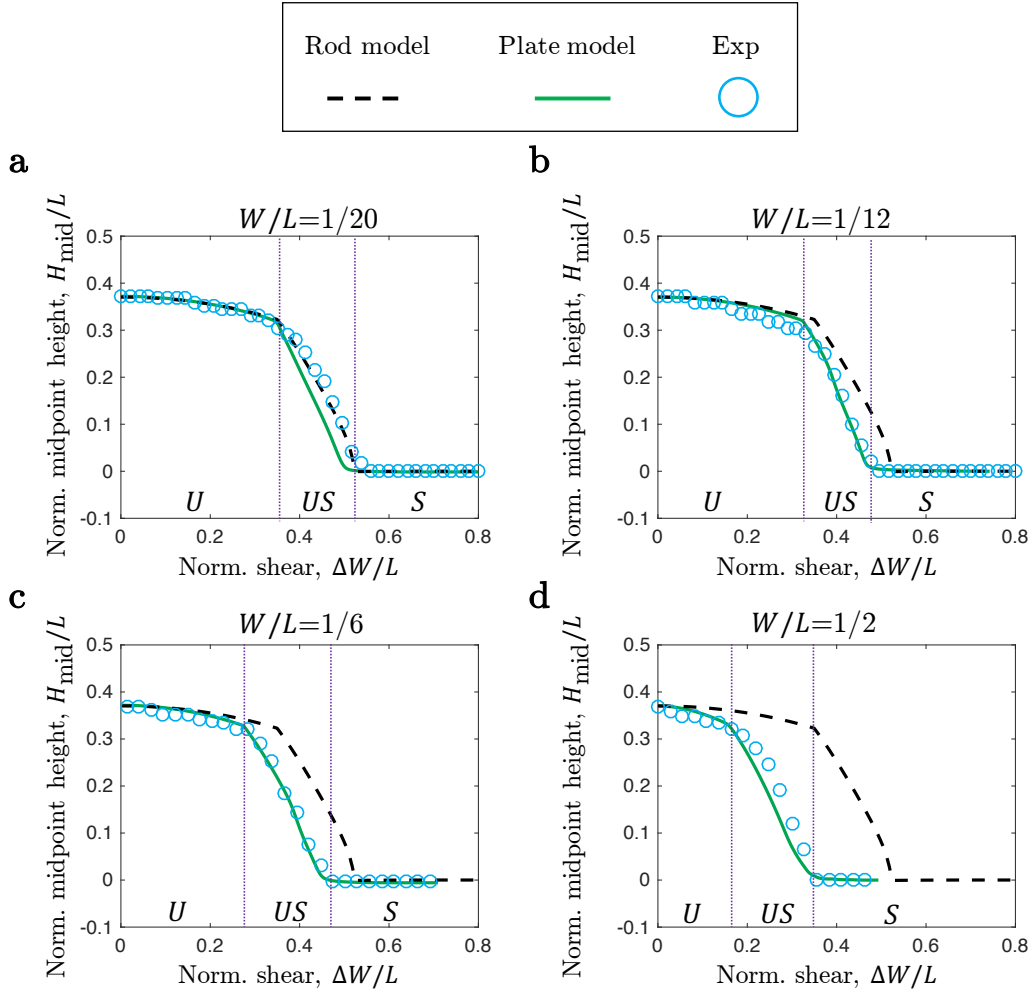 Rod model Plate model Exp
a
W/L=1/20
Norm. midpoint height, H_mid/L
0.5
0.4
0.3
0.2
0.1
0
-0.1
U US S
0 0.2 0.4 0.6 0.8
Norm. shear, ΔW/L
b
W/L=1/12
Norm. midpoint height, H_mid/L
0.5
0.4
0.3
0.2
0.1
0
-0.1
U US S
0 0.2 0.4 0.6 0.8
Norm. shear, ΔW/L
c
W/L=1/6
Norm. midpoint height, H_mid/L
0.5
0.4
0.3
0.2
0.1
0
-0.1
U US S
0 0.2 0.4 0.6 0.8
Norm. shear, ΔW/L
d
W/L=1/2
Norm. midpoint height, H_mid/L
0.5
0.4
0.3
0.2
0.1
0
-0.1
U US S
0 0.2 0.4 0.6 0.8
Norm. shear, ΔW/L